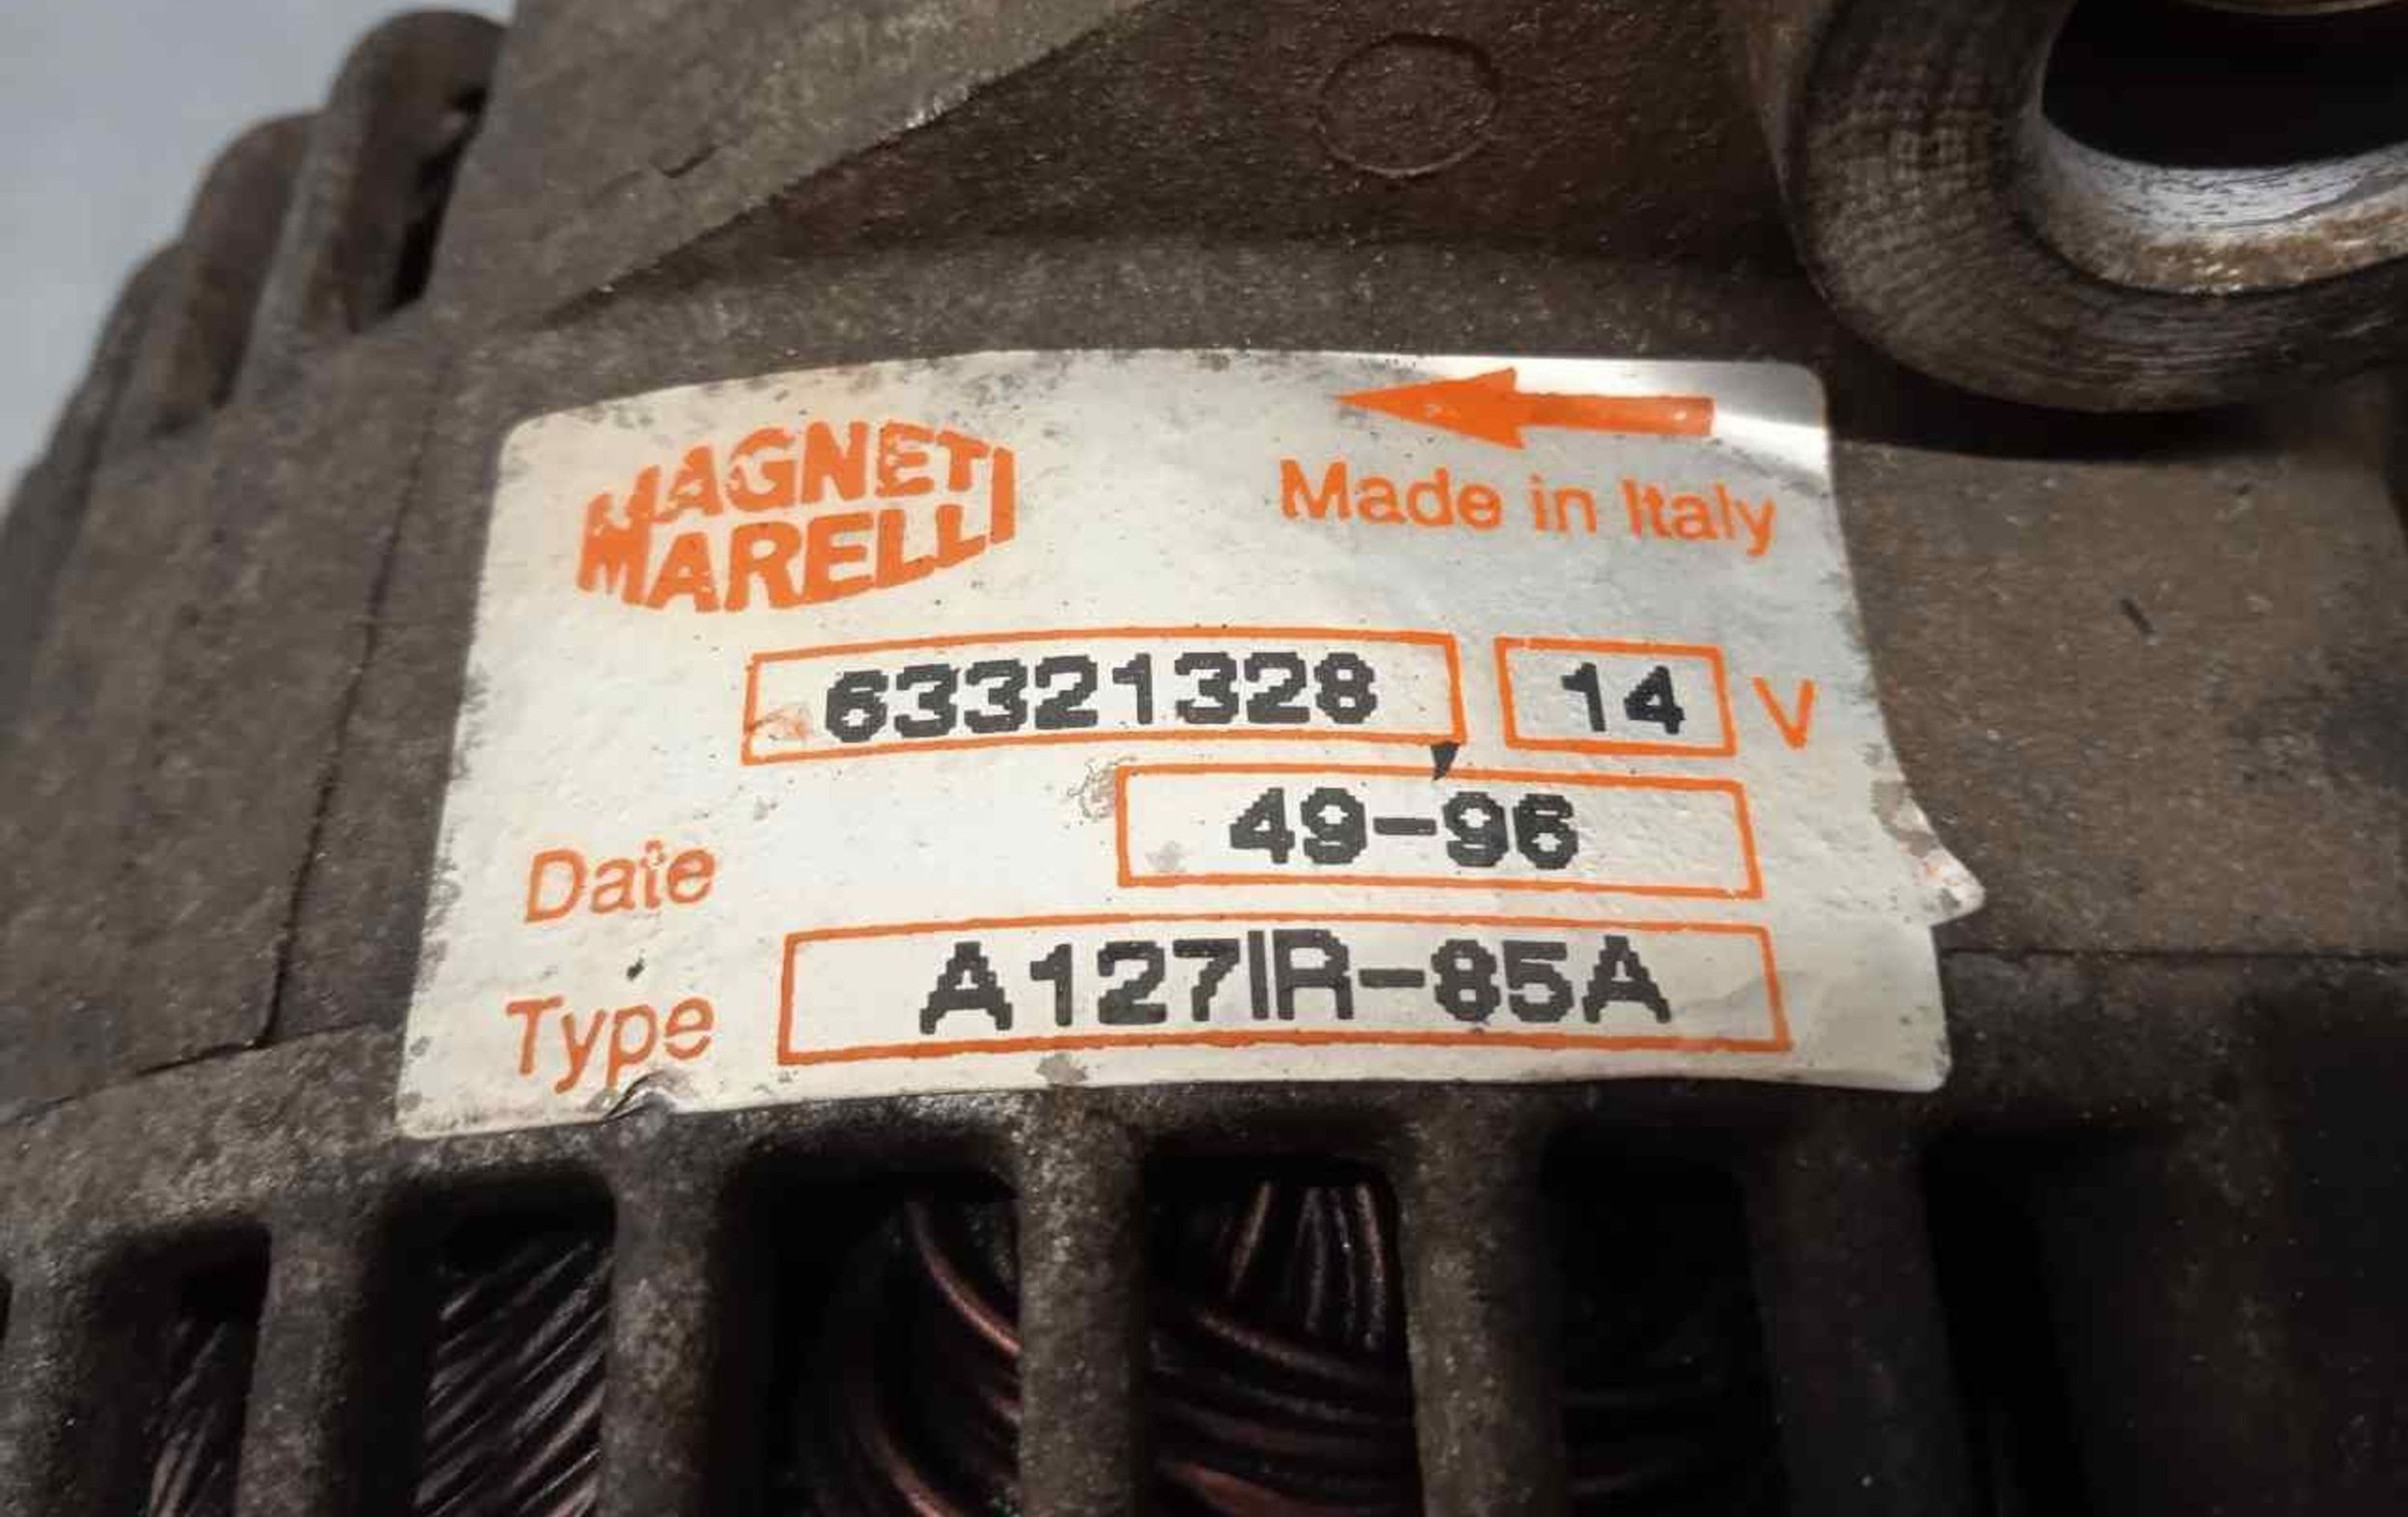 MAGNETI
MARELLI
Made in Italy
63321328 14 V
Date 49-96
Type A127IR-85A